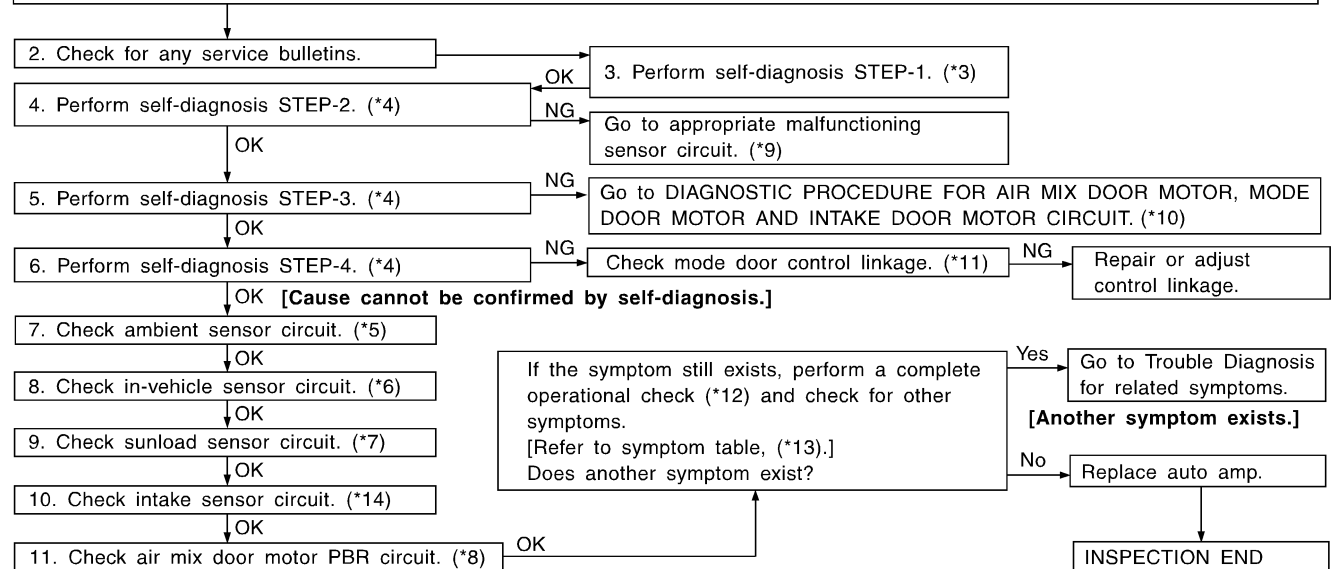 2. Check for any service bulletins.
3. Perform self-diagnosis STEP-1. (*3)
OK
4. Perform self-diagnosis STEP-2. (*4)
NG
Go to appropriate malfunctioning
sensor circuit. (*9)
OK
5. Perform self-diagnosis STEP-3. (*4)
NG
Go to DIAGNOSTIC PROCEDURE FOR AIR MIX DOOR MOTOR, MODE
DOOR MOTOR AND INTAKE DOOR MOTOR CIRCUIT. (*10)
OK
6. Perform self-diagnosis STEP-4. (*4)
NG
Check mode door control linkage. (*11)
NG
Repair or adjust
control linkage.
OK
[Cause cannot be confirmed by self-diagnosis.]
7. Check ambient sensor circuit. (*5)
OK
8. Check in-vehicle sensor circuit. (*6)
OK
9. Check sunload sensor circuit. (*7)
OK
10. Check intake sensor circuit. (*14)
OK
11. Check air mix door motor PBR circuit. (*8)
OK
If the symptom still exists, perform a complete
operational check (*12) and check for other
symptoms.
[Refer to symptom table, (*13).]
Does another symptom exist?
Yes
Go to Trouble Diagnosis
for related symptoms.
[Another symptom exists.]
No
Replace auto amp.
INSPECTION END